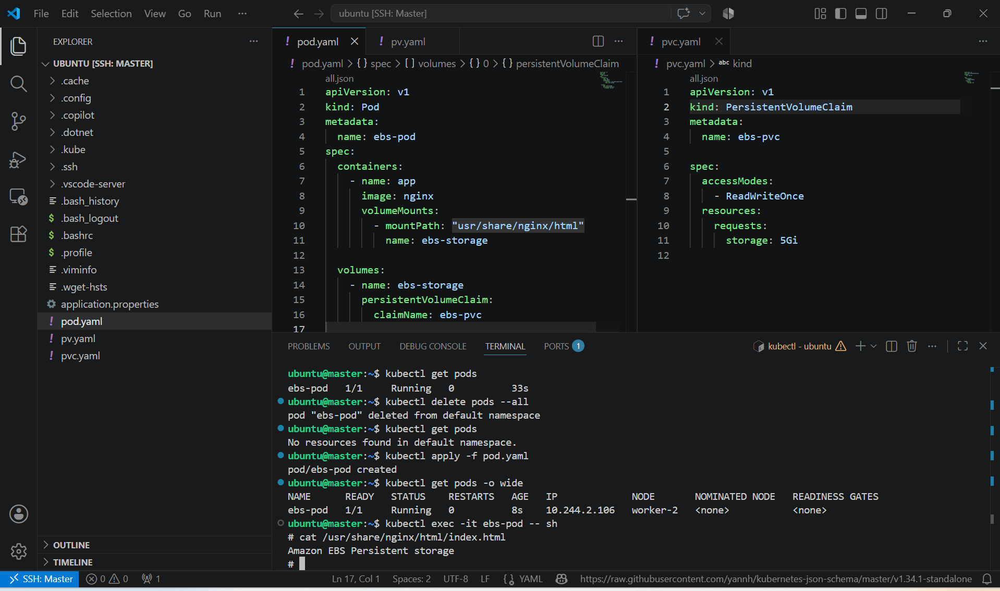 File Edit Selection View Go Run ···
ubuntu [SSH: Master]
EXPLORER
UBUNTU [SSH: MASTER]
.cache
.config
.copilot
.dotnet
.kube
.ssh
.vscode-server
.bash_history
.bash_logout
.bashrc
.profile
.viminfo
.wget-hsts
application.properties
pod.yaml
pv.yaml
pvc.yaml
OUTLINE
TIMELINE
! pod.yaml
! pv.yaml
! pod.yaml > {} spec > [] volumes > {} 0 > {} persistentVolumeClaim
all.json
1 apiVersion: v1
2 kind: Pod
3 metadata:
4 name: ebs-pod
5 spec:
6 containers:
7 - name: app
8 image: nginx
9 volumeMounts:
10 - mountPath: "usr/share/nginx/html"
11 name: ebs-storage
12
13 volumes:
14 - name: ebs-storage
15 persistentVolumeClaim:
16 claimName: ebs-pvc
17
! pvc.yaml
! pvc.yaml > abc kind
all.json
1 apiVersion: v1
2 kind: PersistentVolumeClaim
3 metadata:
4 name: ebs-pvc
5
6 spec:
7 accessModes:
8 - ReadWriteOnce
9 resources:
10 requests:
11 storage: 5Gi
12
PROBLEMS OUTPUT DEBUG CONSOLE TERMINAL PORTS 1
kubectl - ubuntu
ubuntu@master:~$ kubectl get pods
ebs-pod 1/1 Running 0 33s
ubuntu@master:~$ kubectl delete pods --all
pod "ebs-pod" deleted from default namespace
ubuntu@master:~$ kubectl get pods
No resources found in default namespace.
ubuntu@master:~$ kubectl apply -f pod.yaml
pod/ebs-pod created
ubuntu@master:~$ kubectl get pods -o wide
NAME READY STATUS RESTARTS AGE IP NODE NOMINATED NODE READINESS GATES
ebs-pod 1/1 Running 0 8s 10.244.2.106 worker-2 <none> <none>
ubuntu@master:~$ kubectl exec -it ebs-pod -- sh
# cat /usr/share/nginx/html/index.html
Amazon EBS Persistent storage
#
SSH: Master 0 0 1 Ln 17, Col 1 Spaces: 2 UTF-8 LF YAML https://raw.githubusercontent.com/yannh/kubernetes-json-schema/master/v1.34.1-standalone